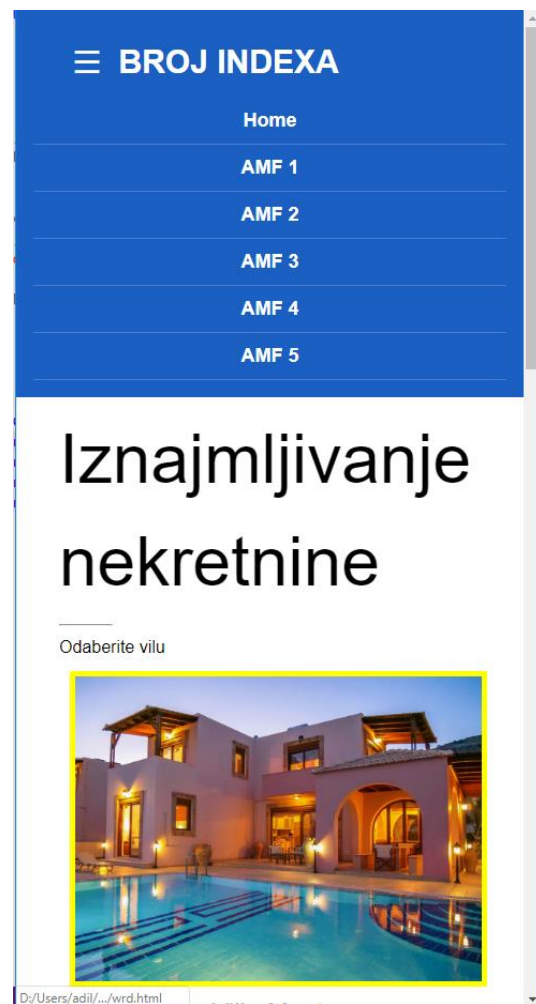 ☰ BROJ INDEXA
Home
AMF 1
AMF 2
AMF 3
AMF 4
AMF 5
Iznajmljivanje
nekretnine
Odaberite vilu
D:/Users/adil/.../wrd.html